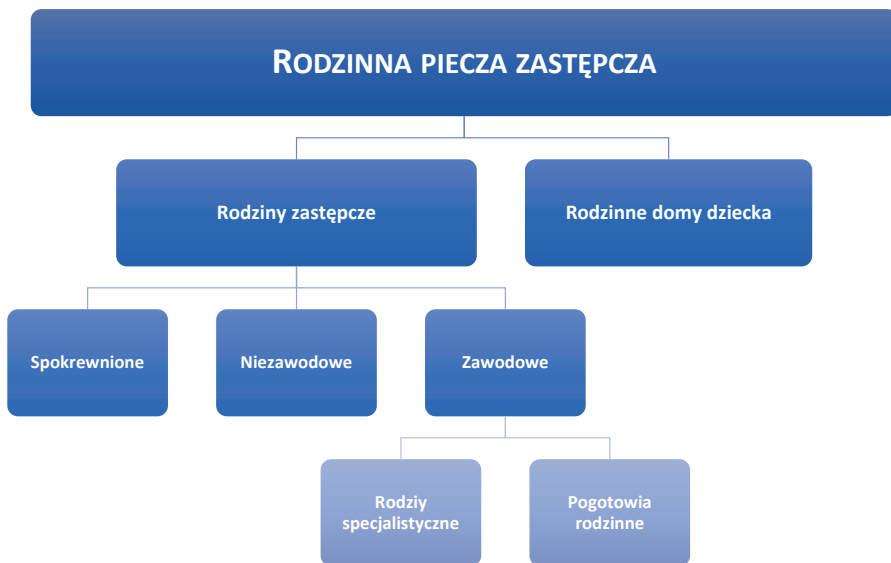 RODZINNA PIECZA ZASTĘPCZA
Rodziny zastępcze
Rodzinne domy dziecka
Spokrewnione
Niezawodowe
Zawodowe
Rodziy
specjalistyczne
Pogotowia
rodzinne